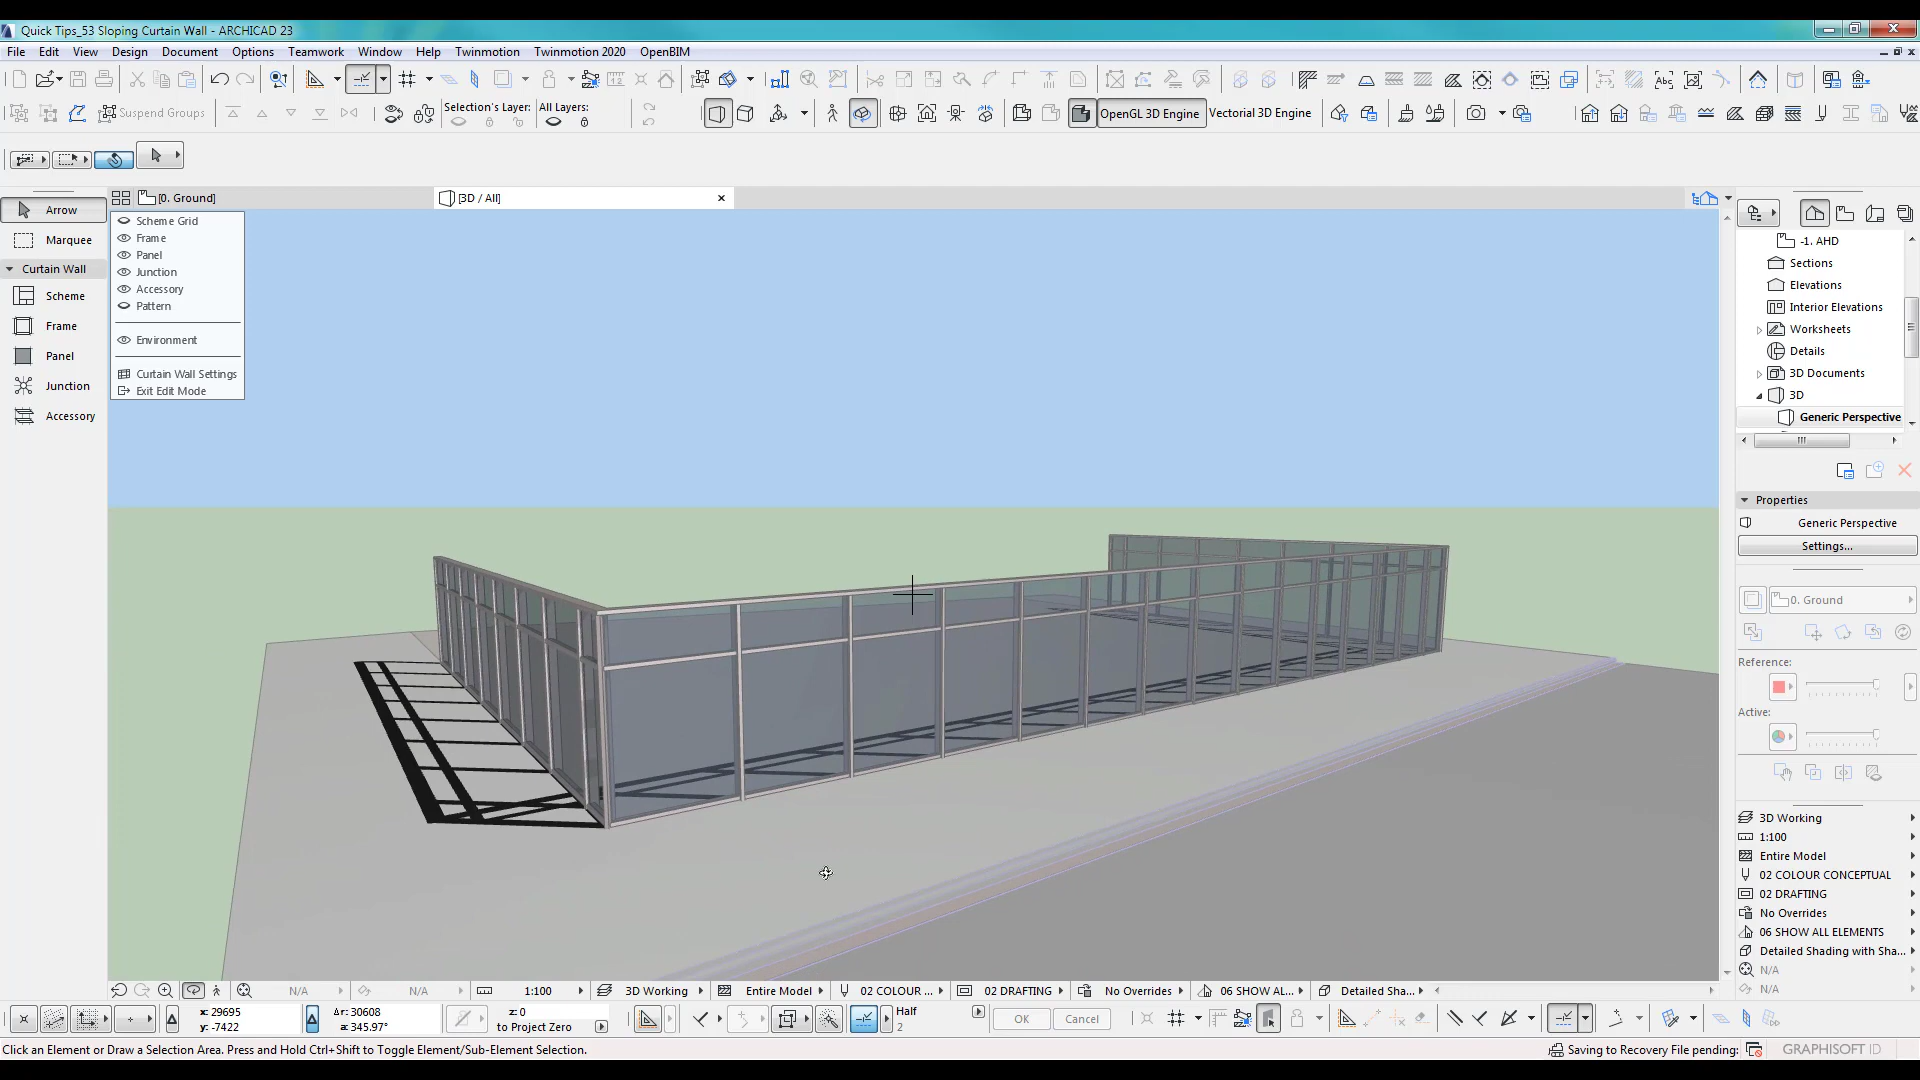 Quick Tips_53 Sloping Curtain Wall - ARCHICAD 23
File Edit View Design Document Options Teamwork Window Help Twinmotion Twinmotion 2020 OpenBIM
Suspend Groups
Selection's Layer:
All Layers:
OpenGL 3D Engine
Vectorial 3D Engine
Arrow
Marquee
Curtain Wall
Scheme
Frame
Panel
Junction
Accessory
[0. Ground]
[3D / All]
Scheme Grid
Frame
Panel
Junction
Accessory
Pattern
Environment
Curtain Wall Settings
Exit Edit Mode
-1. AHD
Sections
Elevations
Interior Elevations
Worksheets
Details
3D Documents
3D
Generic Perspective
Properties
Generic Perspective
Settings...
0. Ground
Reference:
Active:
3D Working
1:100
Entire Model
02 COLOUR CONCEPTUAL
02 DRAFTING
No Overrides
06 SHOW ALL ELEMENTS
Detailed Shading with Sha...
N/A
N/A
N/A N/A 1:100 3D Working Entire Model 02 COLOUR ... 02 DRAFTING No Overrides 06 SHOW AL... Detailed Sha...
x: 29695
y: -7422
Δr: 30608
a: 345.97°
z: 0
to Project Zero
Half
2
OK
Cancel
Click an Element or Draw a Selection Area. Press and Hold Ctrl+Shift to Toggle Element/Sub-Element Selection.
Saving to Recovery File pending:
GRAPHISOFT ID